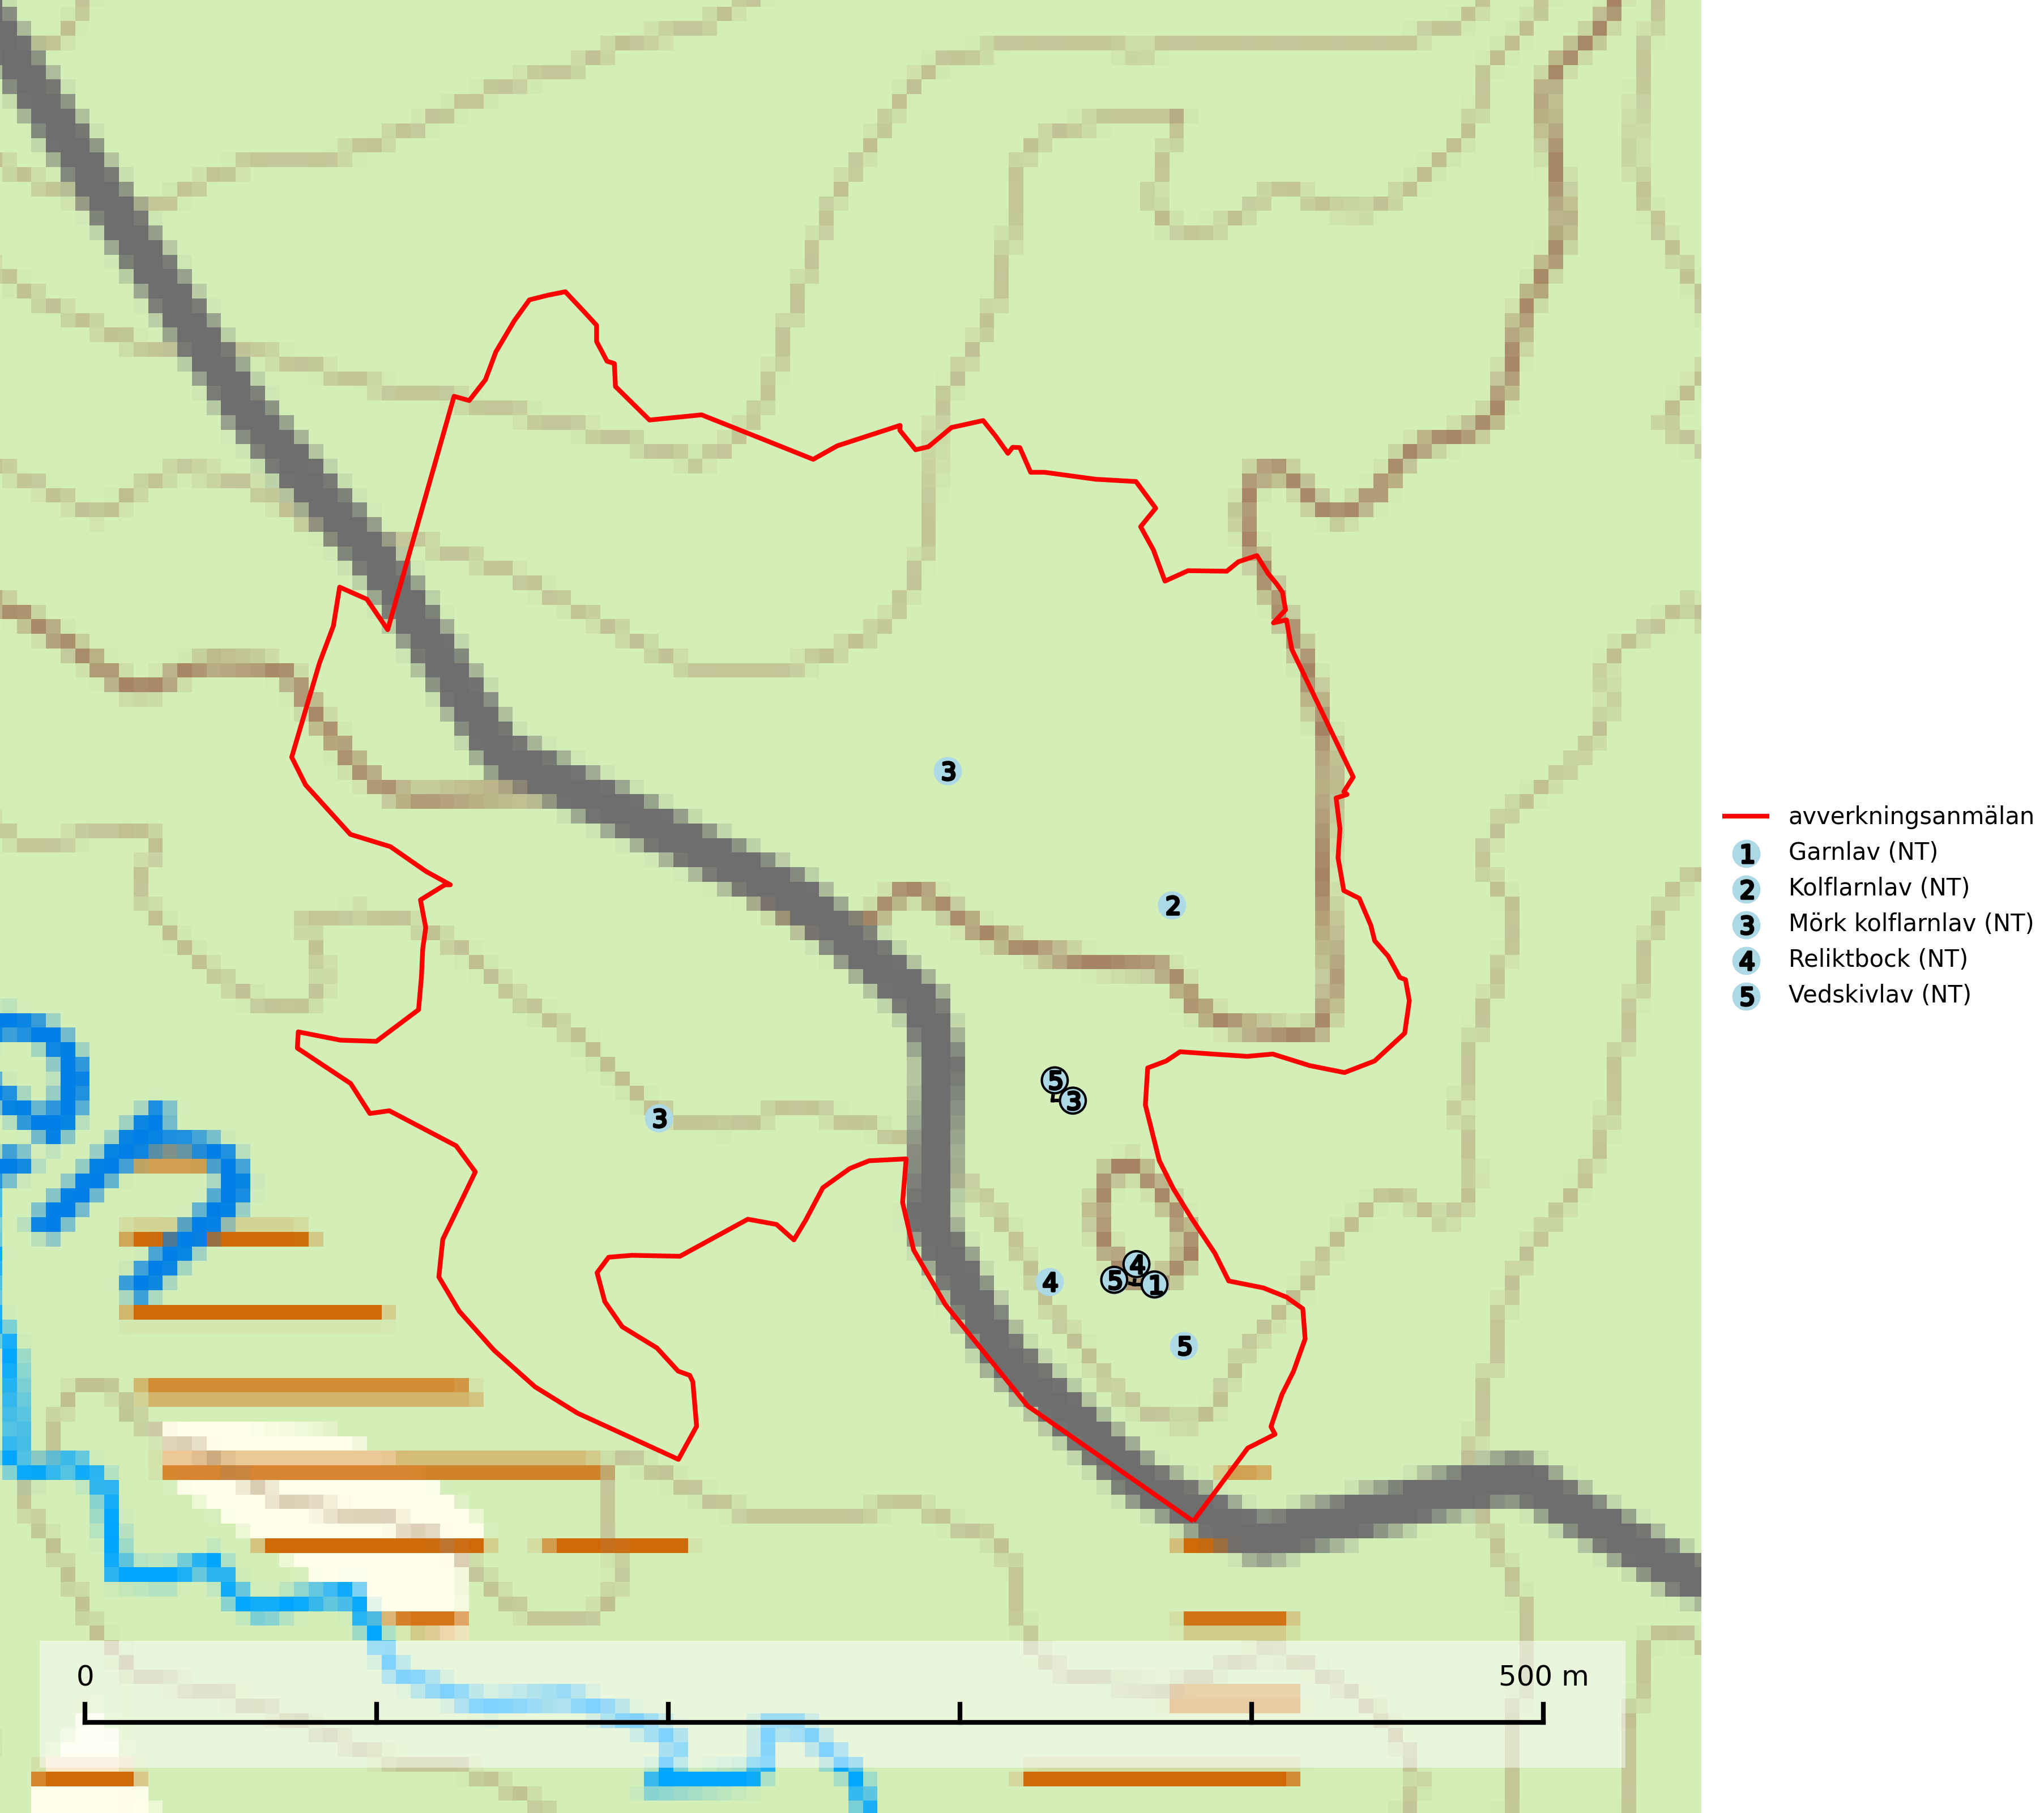 3
2
5
3
3
4
4
5
1
5
avverkningsanmälan
1 Garnlav (NT)
2 Kolflarnlav (NT)
3 Mörk kolflarnlav (NT)
4 Reliktbock (NT)
5 Vedskivlav (NT)
0 500 m